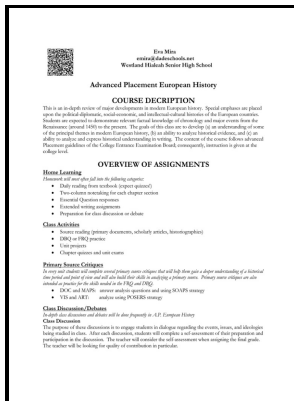 Eva Mira
emira@dadeschools.net
Westland Hialeah Senior High School
Advanced Placement European History
COURSE DECRIPTION
This is an in-depth review of major developments in modern European history. Special emphases are placed
upon the political-diplomatic, social-economic, and intellectual-cultural histories of the European countries.
Students are expected to demonstrate relevant factual knowledge of chronology and major events from the
Renaissance (around 1450) to the present. The goals of this class are to develop (a) an understanding of some
of the principal themes in modern European history, (b) an ability to analyze historical evidence, and (c) an
ability to analyze and express historical understanding in writing. The content of the course follows advanced
Placement guidelines of the College Entrance Examination Board; consequently, instruction is given at the
college level.
OVERVIEW OF ASSIGNMENTS
Home Learning
Homework will most often fall into the following categories:
• Daily reading from textbook (expect quizzes!)
• Two-column notetaking for each chapter section
• Essential Question responses
• Extended writing assignments
• Preparation for class discussion or debate
Class Activities
• Source reading (primary documents, scholarly articles, historiographies)
• DBQ or FRQ practice
• Unit projects
• Chapter quizzes and unit exams
Primary Source Critiques
In every unit students will complete several primary source critiques that will help them gain a deeper understanding of a historical
time period and point of view and will also build their skills in analyzing a primary source. Primary source critiques are also
intended as practice for the skills needed in the FRQ and DBQ.
• DOC and MAPS: answer analysis questions and using SOAPS strategy
• VIS and ART: analyze using POSERS strategy
Class Discussion/Debates
In-depth class discussions and debates will be done frequently in A.P. European History
Class Discussion
The purpose of these discussions is to engage students in dialogue regarding the events, issues, and ideologies
being studied in class. After each discussion, students will complete a self-assessment of their preparation and
participation in the discussion. The teacher will consider the self-assessment when assigning the final grade.
The teacher will be looking for quality of contribution in particular.